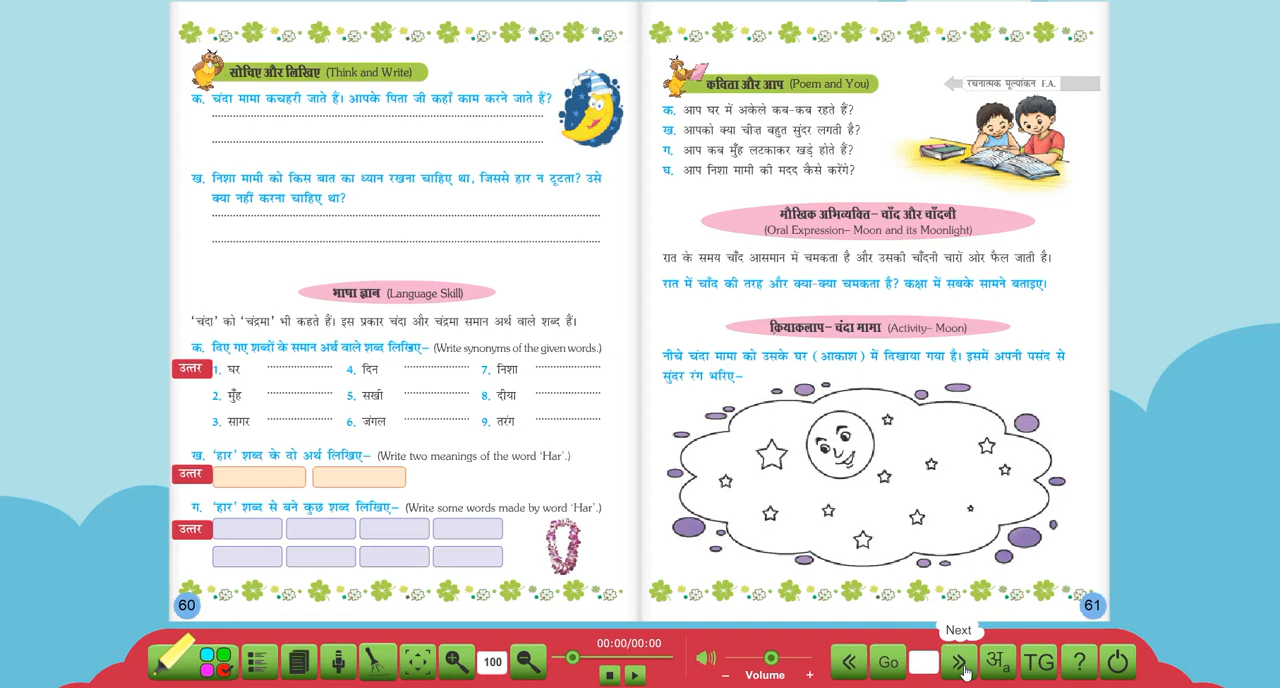 सोचिए और लिखिए (Think and Write)
क. चंदा मामा कचहरी जाते हैं। आपके पिता जी कहाँ काम करने जाते हैं?
ख. निशा मामी को किस बात का ध्यान रखना चाहिए था, जिससे हार न टूटता? उसे
क्या नहीं करना चाहिए था?
भाषा ज्ञान (Language Skill)
'चंदा' को 'चंद्रमा' भी कहते हैं। इस प्रकार चंदा और चंद्रमा समान अर्थ वाले शब्द हैं।
क. दिए गए शब्दों के समान अर्थ वाले शब्द लिखिए– (Write synonyms of the given words.)
उत्तर 1. घर 4. दिन 7. निशा
2. मुँह 5. सखी 8. दीया
3. सागर 6. जंगल 9. तरंग
ख. 'हार' शब्द के दो अर्थ लिखिए– (Write two meanings of the word 'Har'.)
उत्तर
ग. 'हार' शब्द से बने कुछ शब्द लिखिए– (Write some words made by word 'Har'.)
उत्तर
60
कविता और आप (Poem and You)
रचनात्मक मूल्यांकन F.A.
क. आप घर में अकेले कब-कब रहते हैं?
ख. आपको क्या चीज़ बहुत सुंदर लगती है?
ग. आप कब मुँह लटकाकर खड़े होते हैं?
घ. आप निशा मामी की मदद कैसे करेंगे?
मौखिक अभिव्यक्ति– चाँद और चाँदनी
(Oral Expression– Moon and its Moonlight)
रात के समय चाँद आसमान में चमकता है और उसकी चाँदनी चारों ओर फैल जाती है।
रात में चाँद की तरह और क्या-क्या चमकता है? कक्षा में सबके सामने बताइए।
क्रियाकलाप– चंदा मामा (Activity– Moon)
नीचे चंदा मामा को उसके घर (आकाश) में दिखाया गया है। इसमें अपनी पसंद से
सुंदर रंग भरिए–
61
Next
00:00/00:00
100
– Volume +
Go
अa
TG
?